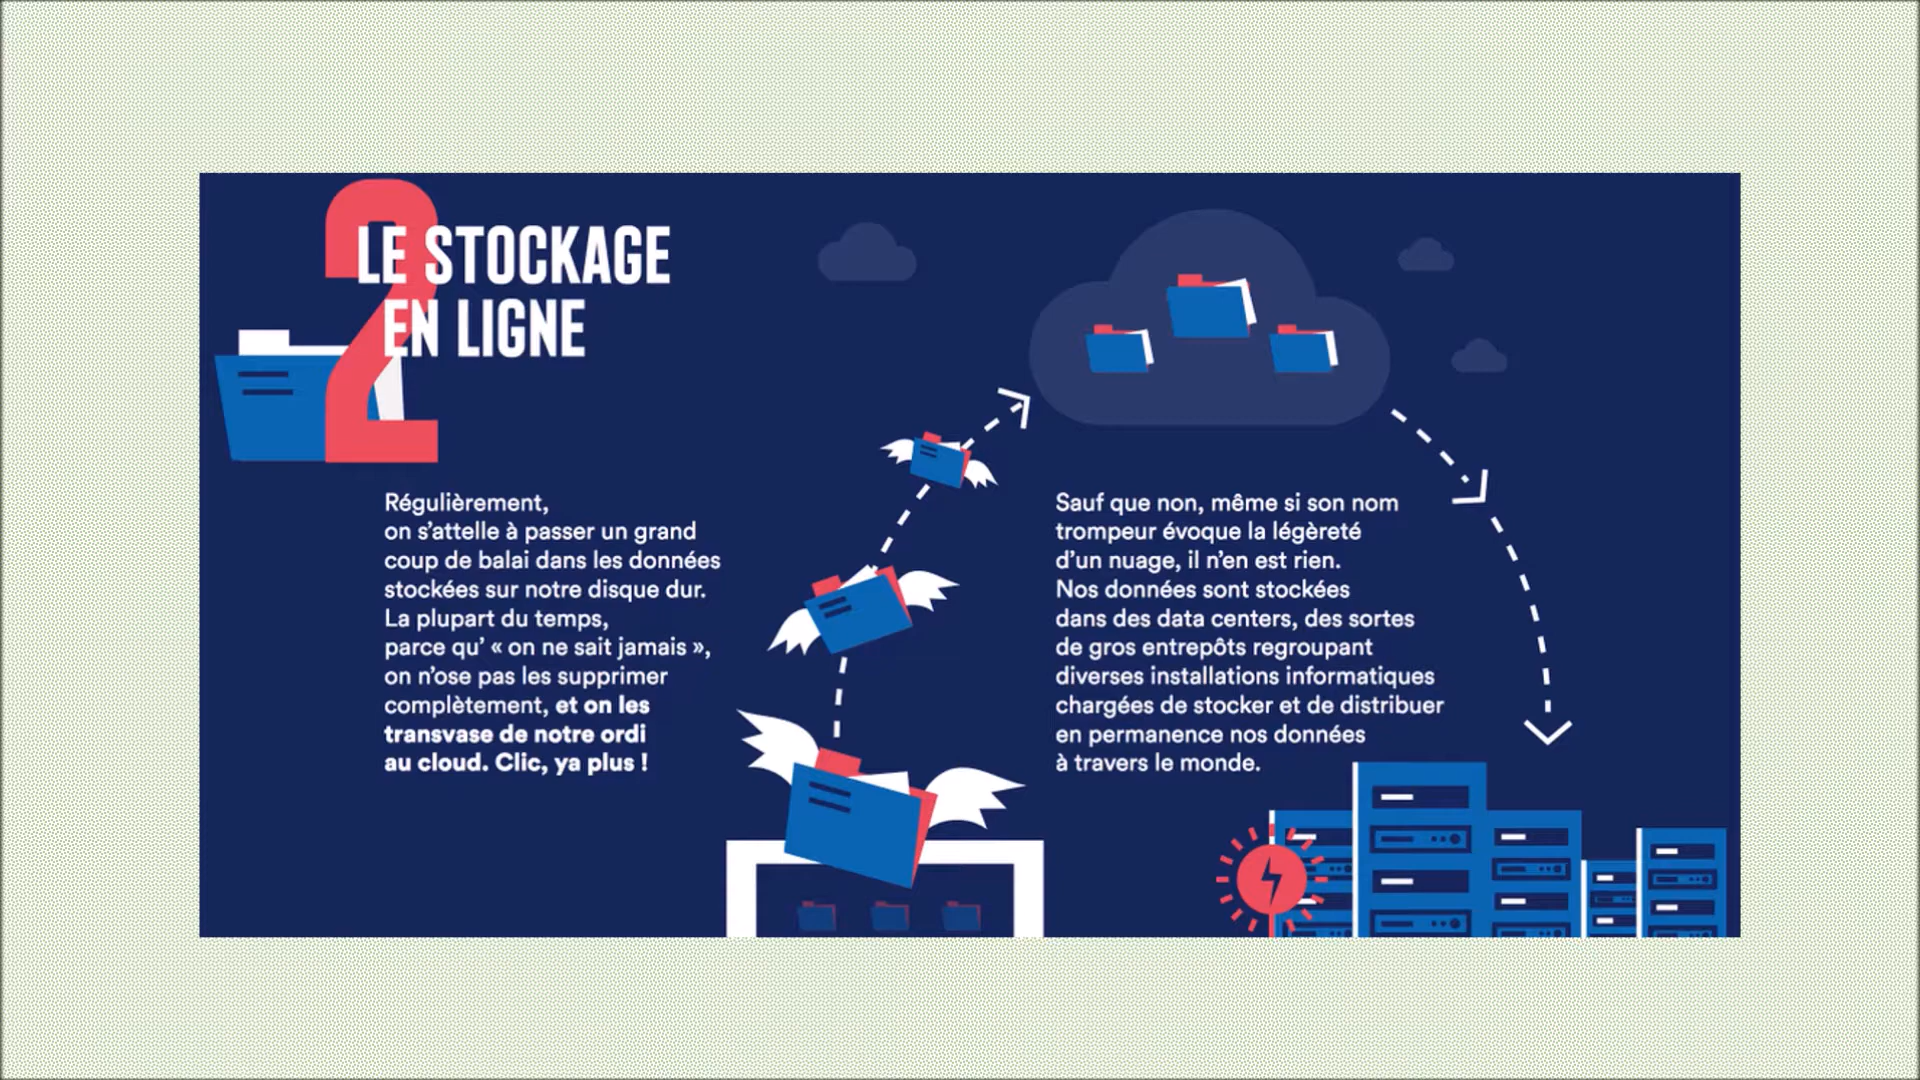 2
LE STOCKAGE
EN LIGNE
Régulièrement,
on s’attelle à passer un grand
coup de balai dans les données
stockées sur notre disque dur.
La plupart du temps,
parce qu’ « on ne sait jamais »,
on n’ose pas les supprimer
complètement, et on les
transvase de notre ordi
au cloud. Clic, ya plus !
Sauf que non, même si son nom
trompeur évoque la légèreté
d’un nuage, il n’en est rien.
Nos données sont stockées
dans des data centers, des sortes
de gros entrepôts regroupant
diverses installations informatiques
chargées de stocker et de distribuer
en permanence nos données
à travers le monde.